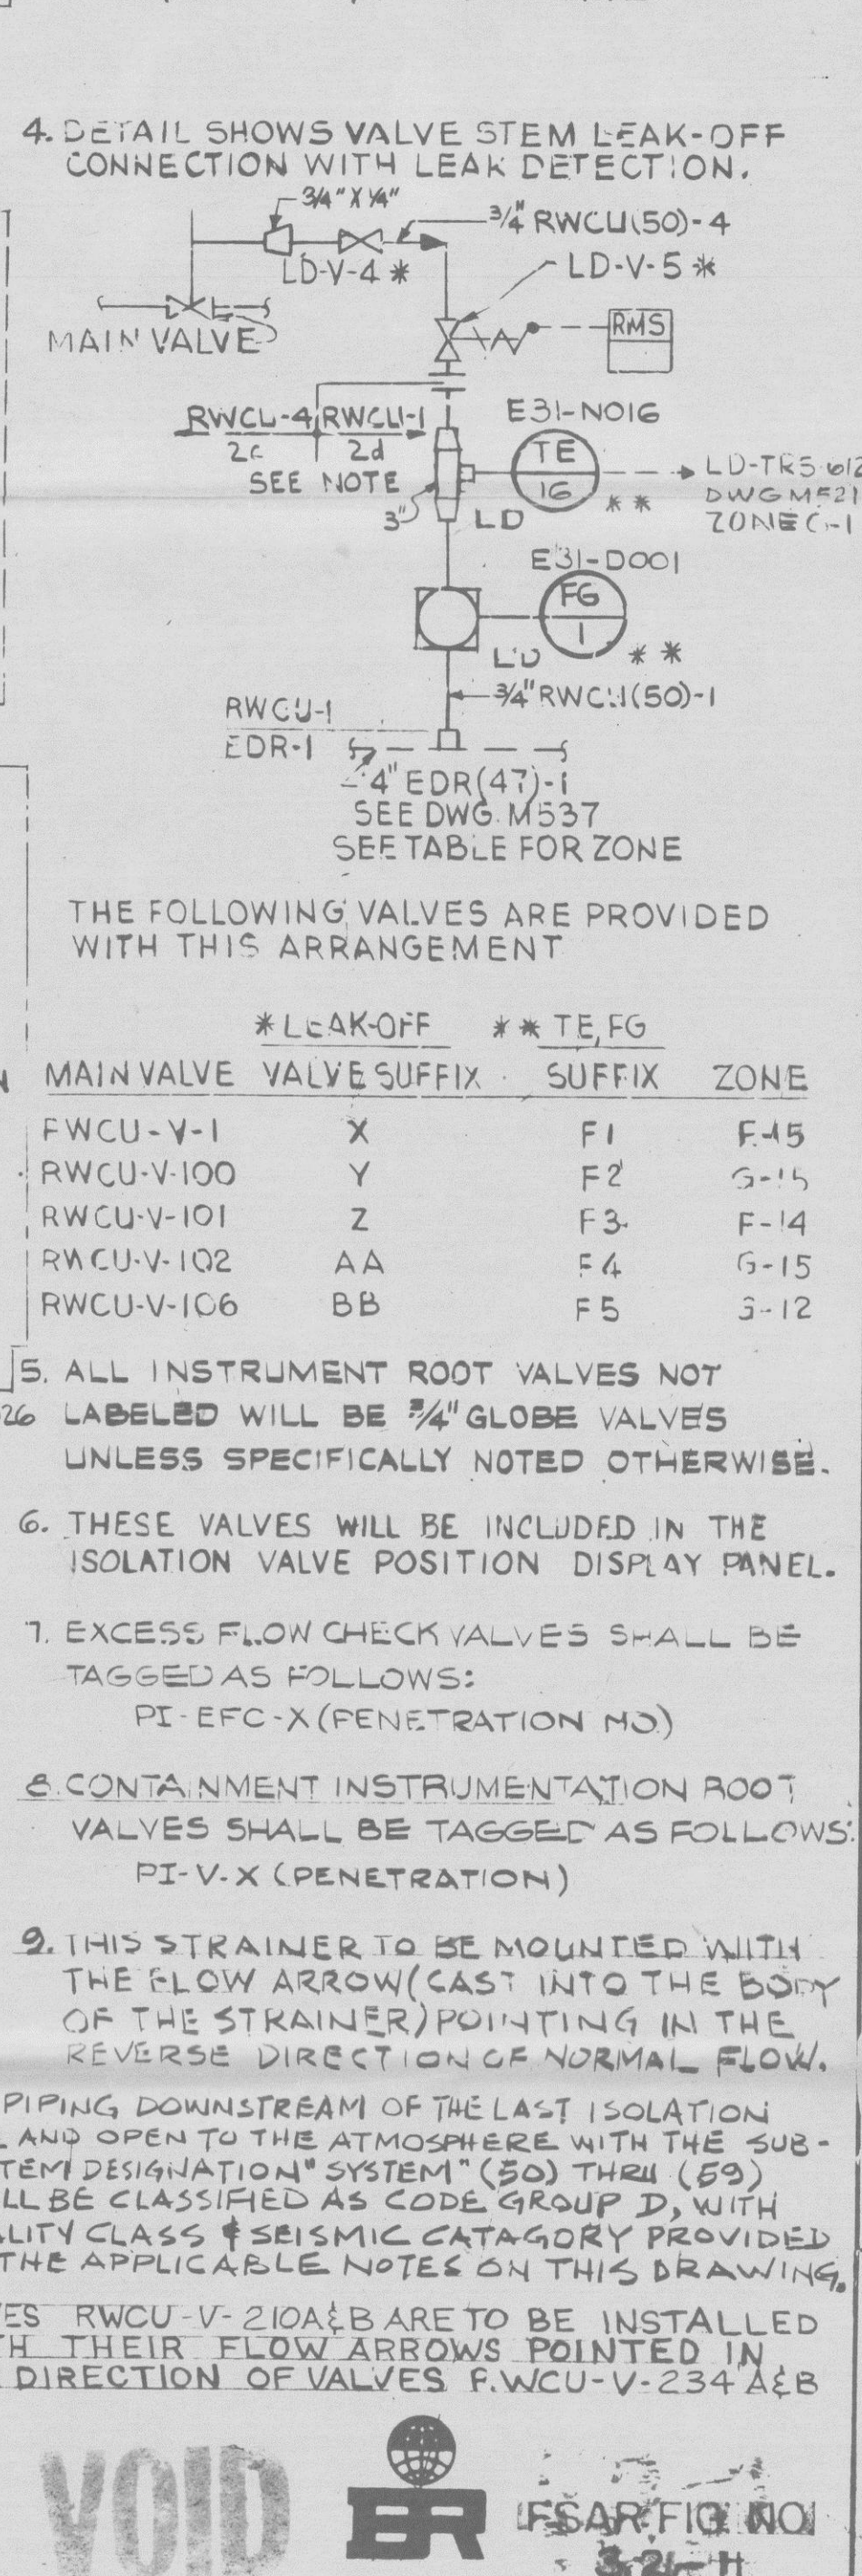 4. DETAIL SHOWS VALVE STEM LEAK-OFF
CONNECTION WITH LEAK DETECTION.
3/4" X 1/4"
3/4" RWCU(50)-4
LD-V-4 *
LD-V-5 *
MAIN VALVE
RMS
RWCU-4 RWCU-1
2c 2d
SEE NOTE
3"
E31-N016
TE
16
* *
LD
LD-TRS-612
DWG M521
ZONE G-1
E31-D001
FG
1
LD
* *
3/4" RWCU(50)-1
RWCU-1
EDR-1
4" EDR(47)-1
SEE DWG. M537
SEE TABLE FOR ZONE
THE FOLLOWING VALVES ARE PROVIDED
WITH THIS ARRANGEMENT
* LEAK-OFF ** TE, FG
MAIN VALVE VALVE SUFFIX SUFFIX ZONE
RWCU-V-1 X F1 F-15
RWCU-V-100 Y F2 G-15
RWCU-V-101 Z F3 F-14
RWCU-V-102 AA F4 G-15
RWCU-V-106 BB F5 G-12
5. ALL INSTRUMENT ROOT VALVES NOT
LABELED WILL BE 3/4" GLOBE VALVES
UNLESS SPECIFICALLY NOTED OTHERWISE.
6. THESE VALVES WILL BE INCLUDED IN THE
ISOLATION VALVE POSITION DISPLAY PANEL.
7. EXCESS FLOW CHECK VALVES SHALL BE
TAGGED AS FOLLOWS:
PI-EFC-X (PENETRATION NO.)
8. CONTAINMENT INSTRUMENTATION ROOT
VALVES SHALL BE TAGGED AS FOLLOWS:
PI-V-X (PENETRATION)
9. THIS STRAINER TO BE MOUNTED WITH
THE FLOW ARROW (CAST INTO THE BODY
OF THE STRAINER) POINTING IN THE
REVERSE DIRECTION OF NORMAL FLOW.
PIPING DOWNSTREAM OF THE LAST ISOLATION
AND OPEN TO THE ATMOSPHERE WITH THE SUB-
TEM DESIGNATION "SYSTEM" (50) THRU (59)
LL BE CLASSIFIED AS CODE GROUP D, WITH
LITY CLASS & SEISMIC CATAGORY PROVIDED
THE APPLICABLE NOTES ON THIS DRAWING.
ES RWCU-V-210A&B ARE TO BE INSTALLED
H THEIR FLOW ARROWS POINTED IN
DIRECTION OF VALVES RWCU-V-234 A&B
VOID
BR
FSAR FIG. NO.